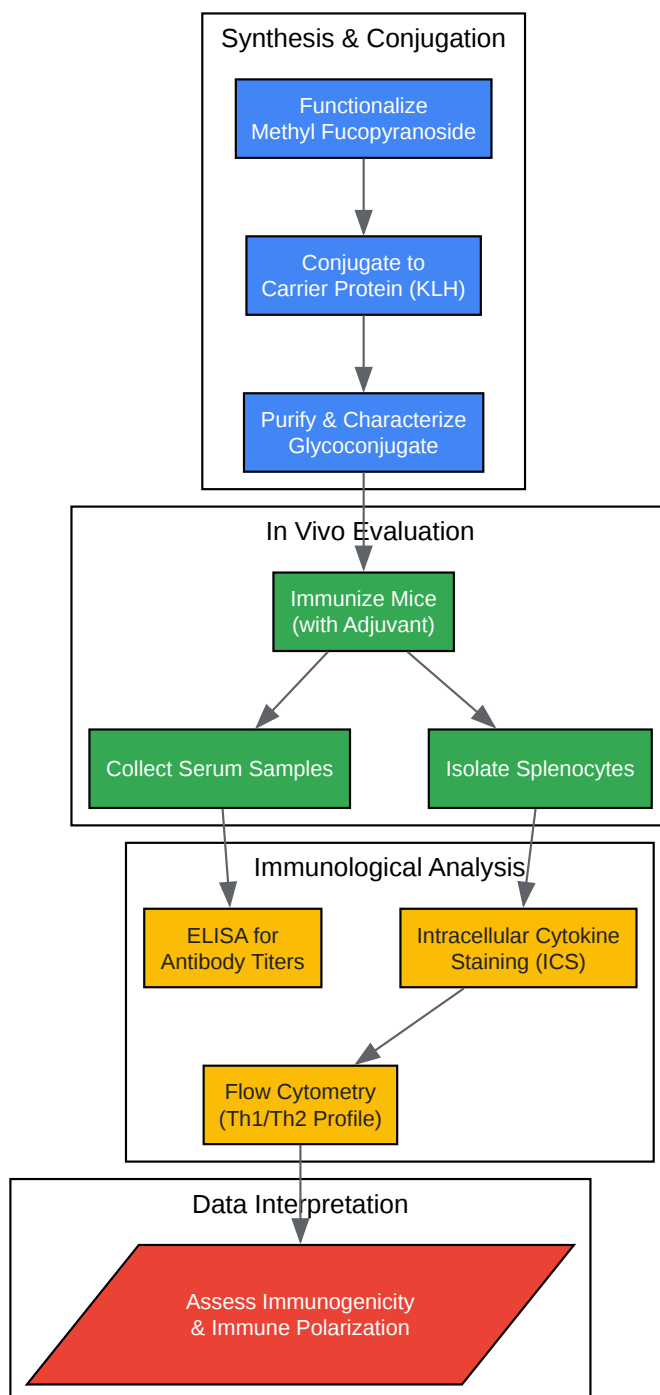 Synthesis & Conjugation
Functionalize
Methyl Fucopyranoside
Conjugate to
Carrier Protein (KLH)
Purify & Characterize
Glycoconjugate
In Vivo Evaluation
Immunize Mice
(with Adjuvant)
Collect Serum Samples
Isolate Splenocytes
Immunological Analysis
ELISA for
Antibody Titers
Intracellular Cytokine
Staining (ICS)
Flow Cytometry
(Th1/Th2 Profile)
Data Interpretation
Assess Immunogenicity
& Immune Polarization